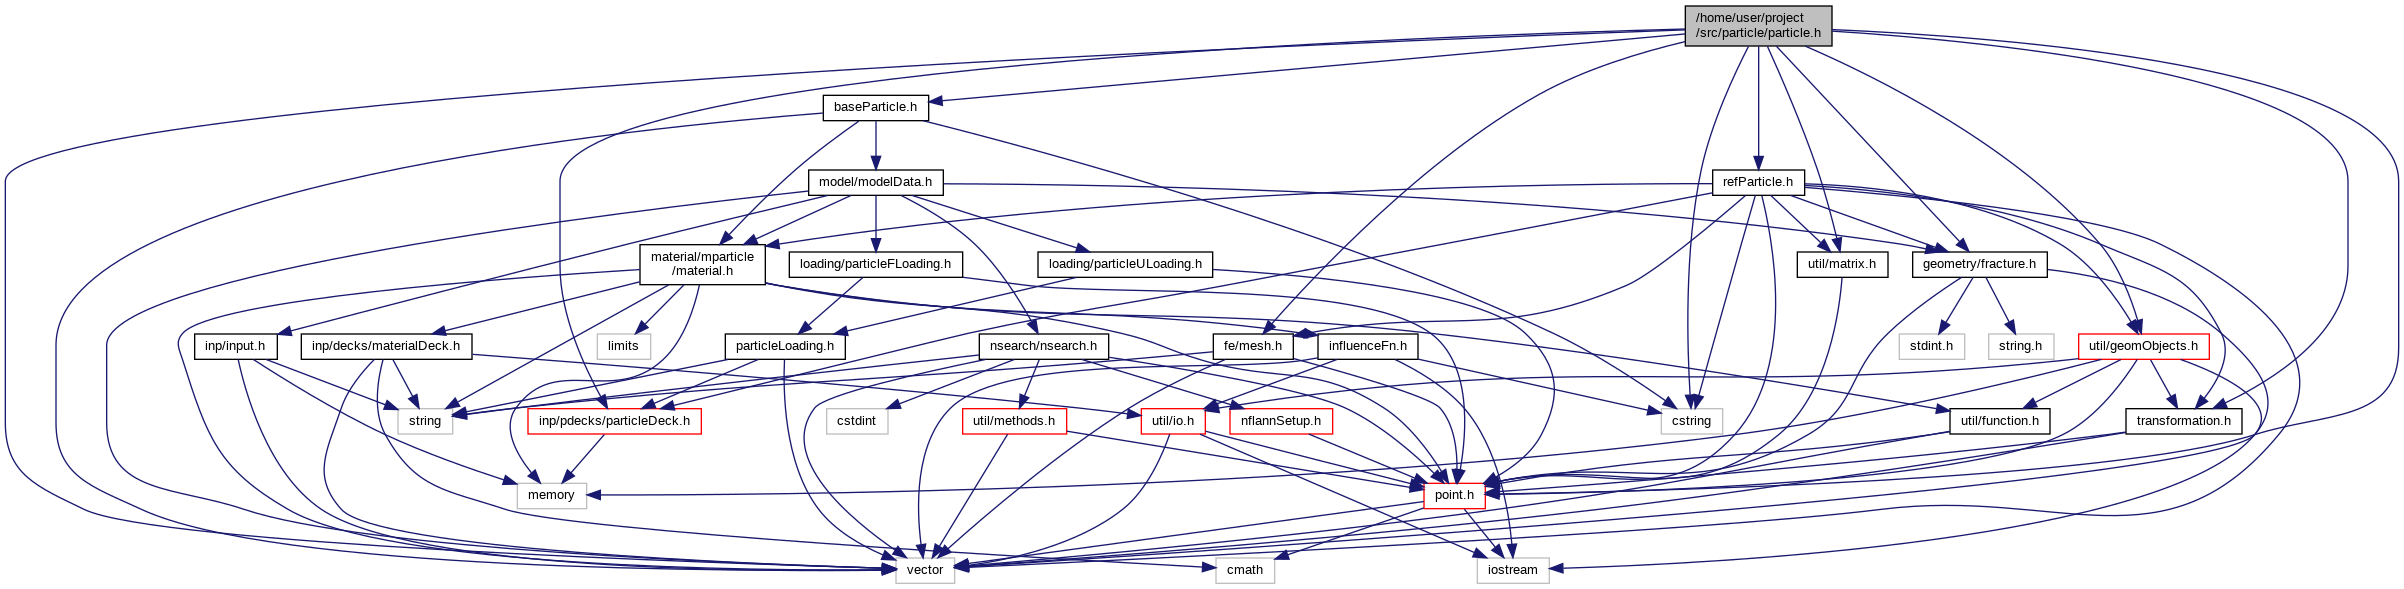 /home/user/project
/src/particle/particle.h
baseParticle.h
model/modelData.h
refParticle.h
material/mparticle
/material.h
loading/particleFLoading.h
loading/particleULoading.h
util/matrix.h
geometry/fracture.h
inp/input.h
inp/decks/materialDeck.h
limits
particleLoading.h
nsearch/nsearch.h
fe/mesh.h
influenceFn.h
stdint.h
string.h
util/geomObjects.h
string
inp/pdecks/particleDeck.h
cstdint
util/methods.h
util/io.h
nflannSetup.h
cstring
util/function.h
transformation.h
memory
point.h
vector
cmath
iostream